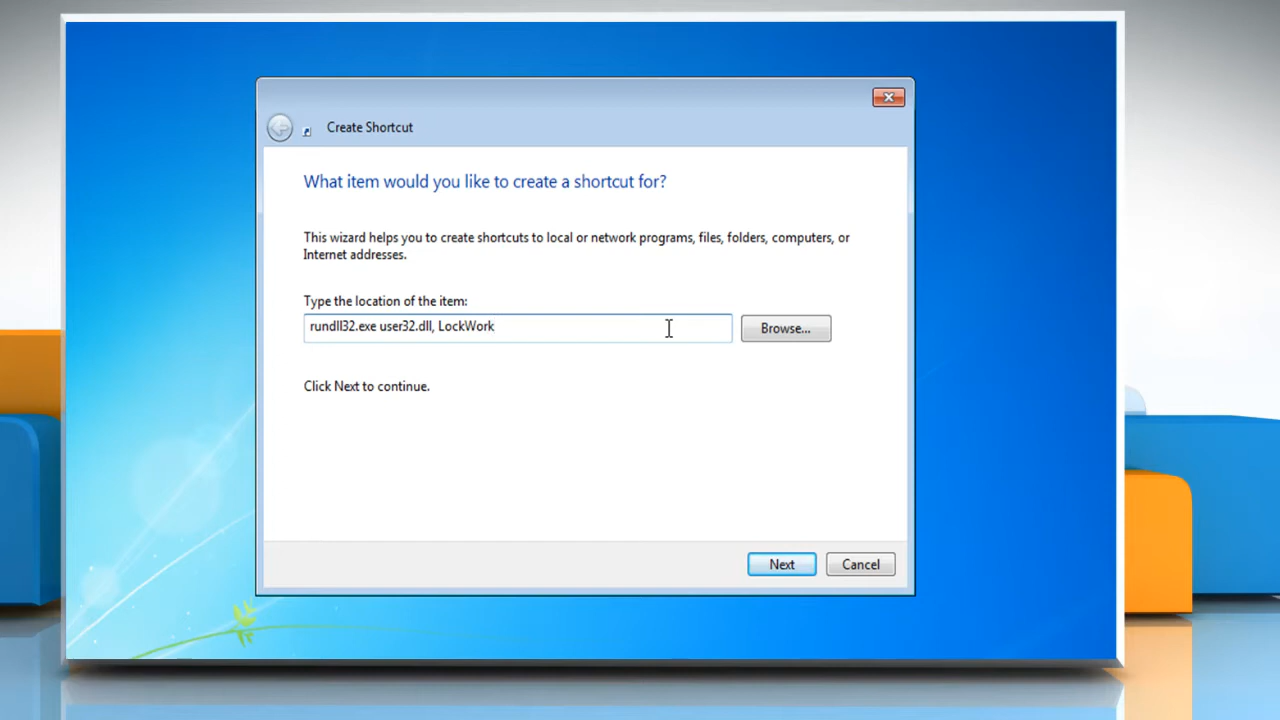 Create Shortcut
What item would you like to create a shortcut for?
This wizard helps you to create shortcuts to local or network programs, files, folders, computers, or
Internet addresses.
Type the location of the item:
rundll32.exe user32.dll, LockWork
Browse...
Click Next to continue.
Next
Cancel